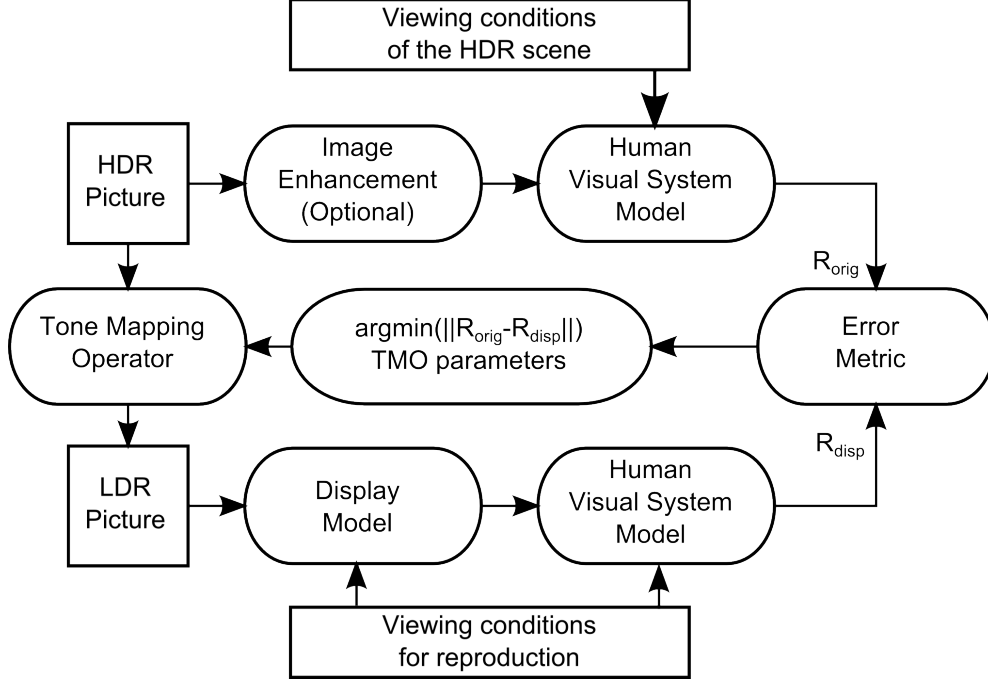 Viewing conditions
of the HDR scene
HDR
Picture
Image
Enhancement
(Optional)
Human
Visual System
Model
R_orig
Tone Mapping
Operator
argmin(||R_orig-R_disp||)
TMO parameters
Error
Metric
R_disp
LDR
Picture
Display
Model
Human
Visual System
Model
Viewing conditions
for reproduction